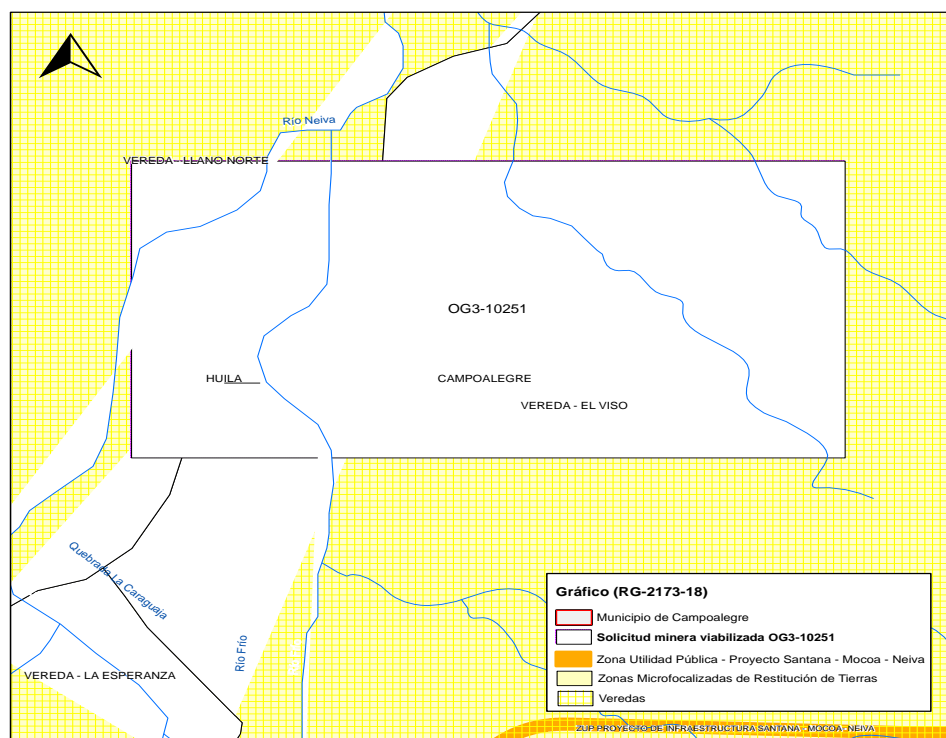 Río Neiva
VEREDA - LLANO NORTE
OG3-10251
HUILA
CAMPOALEGRE
VEREDA - EL VISO
Quebrada La Caraguaja
Río Frío
VEREDA - LA ESPERANZA
Gráfico (RG-2173-18)
Municipio de Campoalegre
Solicitud minera viabilizada OG3-10251
Zona Utilidad Pública - Proyecto Santana - Mocoa - Neiva
Zonas Microfocalizadas de Restitución de Tierras
Veredas
ZUP PROYECTO DE INFRAESTRUCTURA SANTANA - MOCOA - NEIVA